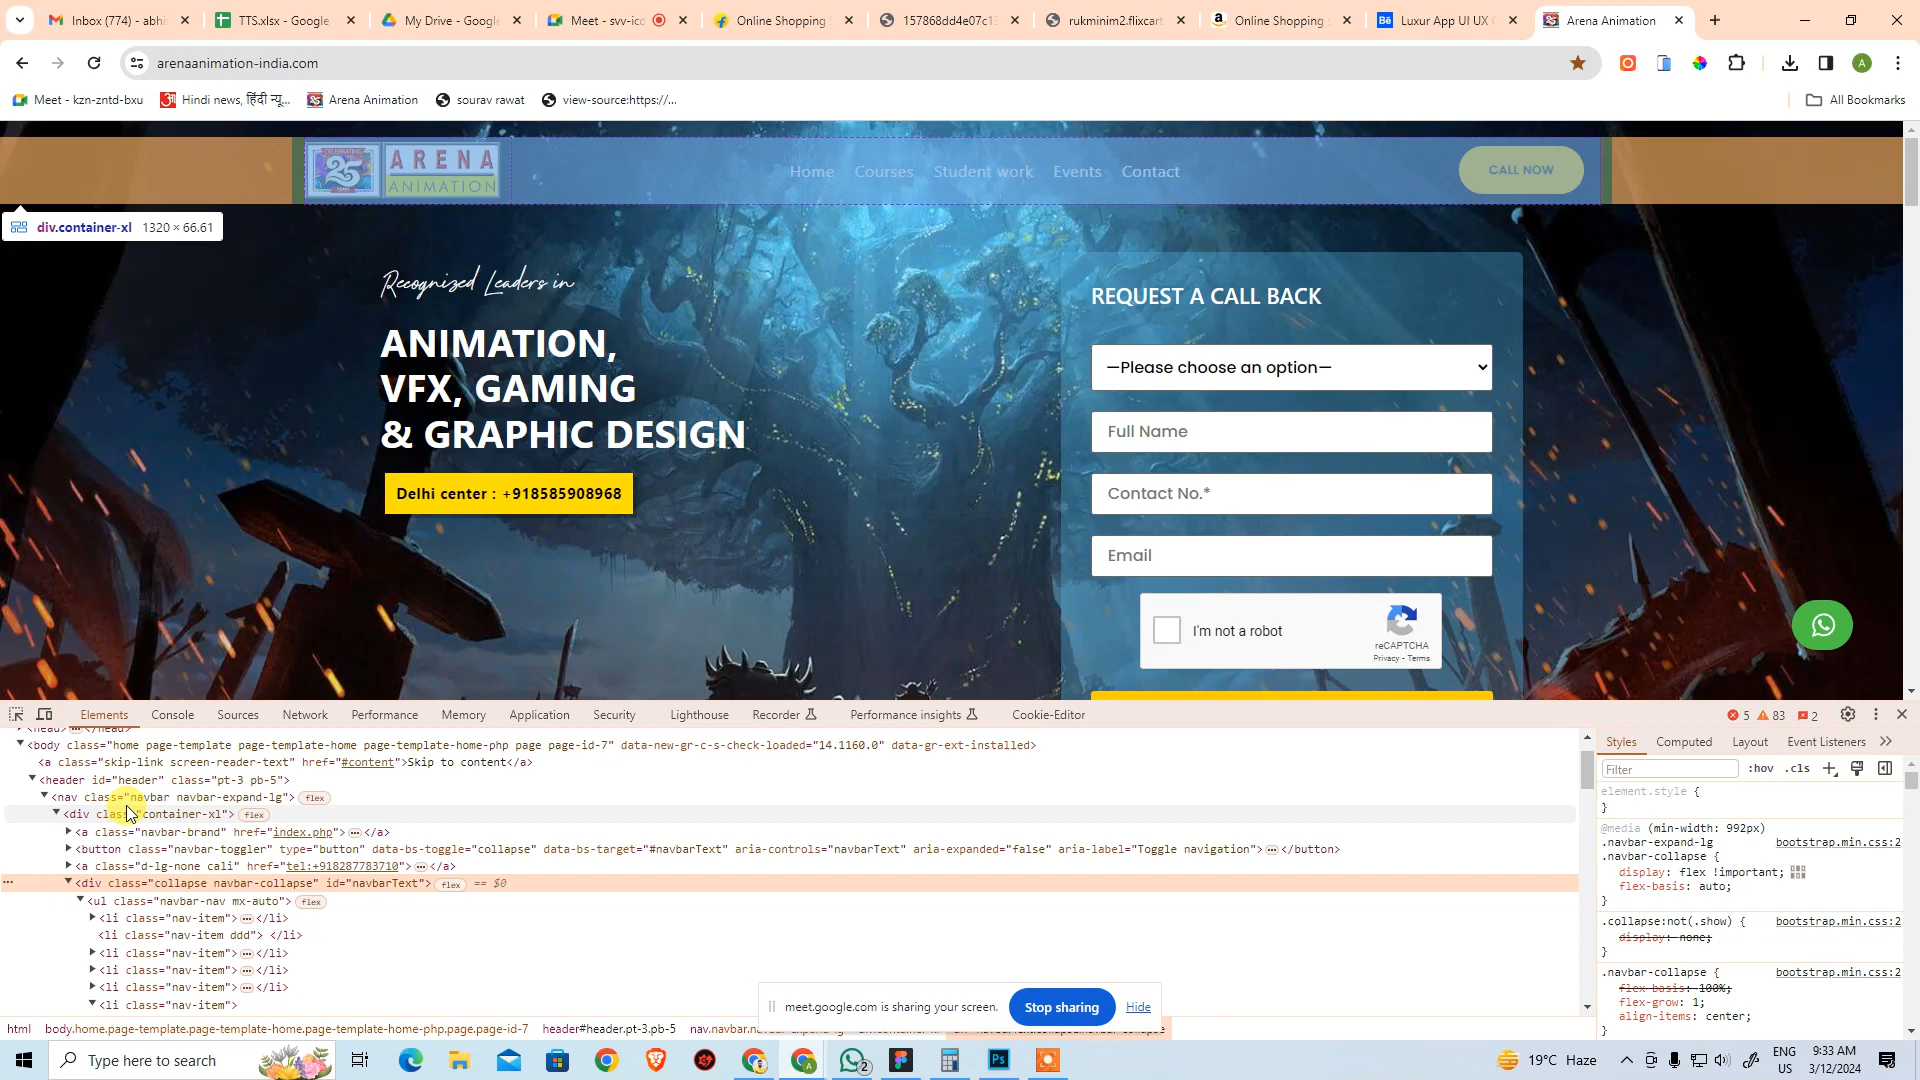 Inbox (774) - abhi
TTS.xlsx - Google
My Drive - Google
Meet - svv-ico
Online Shopping
157868dd4e07c13
rukminim2.flixcart
Online Shopping
Luxur App UI UX
Arena Animation
arenaanimation-india.com
Meet - kzn-zntd-bxu
Hindi news, हिंदी न्यू...
Arena Animation
sourav rawat
view-source:https://...
All Bookmarks
CELEBRATING 25 YEARS
ARENA
ANIMATION
Home
Courses
Student work
Events
Contact
CALL NOW
div.container-xl 1320 × 66.61
Recognized Leaders in
ANIMATION,
VFX, GAMING
& GRAPHIC DESIGN
Delhi center : +918585908968
REQUEST A CALL BACK
—Please choose an option—
Full Name
Contact No.*
Email
I'm not a robot
reCAPTCHA
Privacy - Terms
Elements Console Sources Network Performance Memory Application Security Lighthouse Recorder Performance insights Cookie-Editor
5 83 2
<body class="home page-template page-template-home page-template-home-php page page-id-7" data-new-gr-c-s-check-loaded="14.1160.0" data-gr-ext-installed>
<a class="skip-link screen-reader-text" href="#content">Skip to content</a>
<header id="header" class="pt-3 pb-5">
<nav class="navbar navbar-expand-lg"> flex
<div class="container-xl"> flex
<a class="navbar-brand" href="index.php">…</a>
<button class="navbar-toggler" type="button" data-bs-toggle="collapse" data-bs-target="#navbarText" aria-controls="navbarText" aria-expanded="false" aria-label="Toggle navigation">…</button>
<a class="d-lg-none cali" href="tel:+918287783710">…</a>
<div class="collapse navbar-collapse" id="navbarText"> flex == $0
<ul class="navbar-nav mx-auto"> flex
<li class="nav-item">…</li>
<li class="nav-item ddd"> </li>
<li class="nav-item">…</li>
<li class="nav-item">…</li>
<li class="nav-item">…</li>
<li class="nav-item">
html body.home.page-template.page-template-home.page-template-home-php.page.page-id-7 header#header.pt-3.pb-5
Styles Computed Layout Event Listeners
Filter
:hov .cls
element.style {
}
@media (min-width: 992px)
.navbar-expand-lg bootstrap.min.css:2
.navbar-collapse {
display: flex !important;
flex-basis: auto;
}
.collapse:not(.show) { bootstrap.min.css:2
display: none;
}
.navbar-collapse { bootstrap.min.css:2
flex-basis: 100%;
flex-grow: 1;
align-items: center;
}
meet.google.com is sharing your screen.
Stop sharing
Hide
Type here to search
2
19°C Haze
ENG
US
9:33 AM
3/12/2024